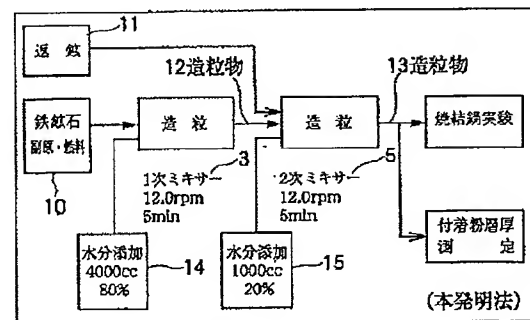 11
返鉱
12造粒物
13造粒物
鉄鉱石
副原・燃料
造粒
造粒
焼結鍋実験
10
3
5
1次ミキサー
12.0rpm
5min
2次ミキサー
12.0rpm
5min
水分添加
4000cc
80%
14
水分添加
1000cc
20%
15
付着粉層厚
測定
(本発明法)